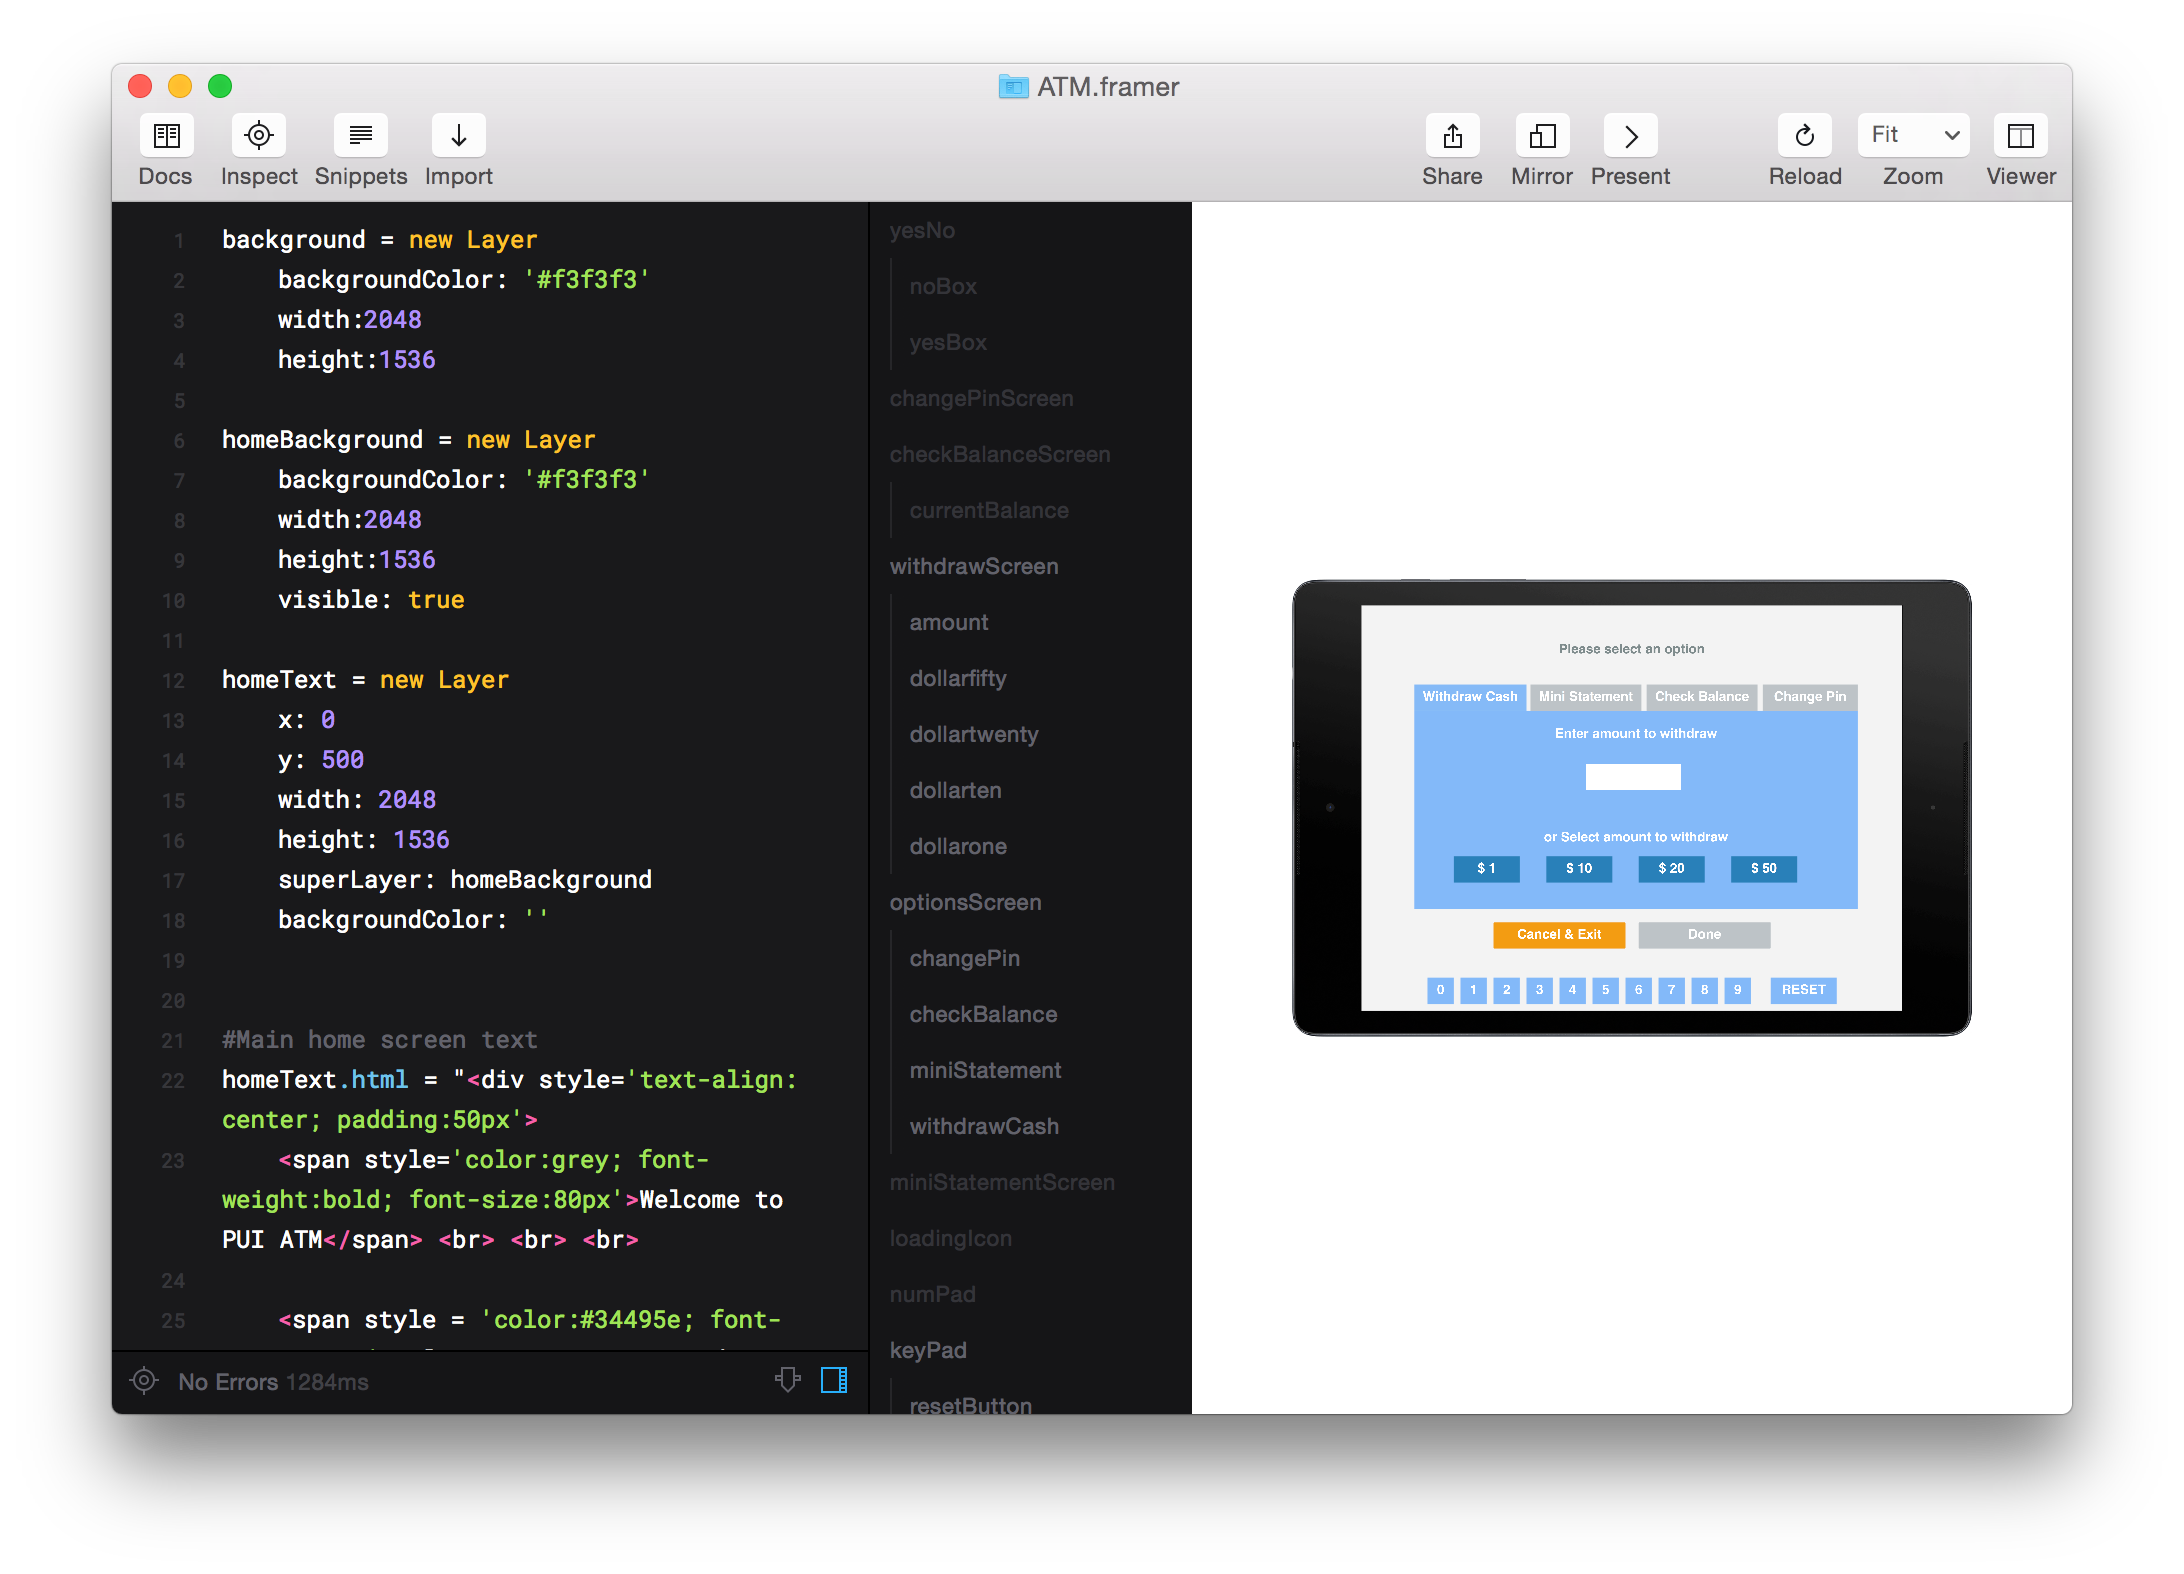 ATM.framer
Docs Inspect Snippets Import Share Mirror Present Reload Fit Zoom Viewer
1 background = new Layer
2 backgroundColor: '#f3f3f3'
3 width:2048
4 height:1536
5
6 homeBackground = new Layer
7 backgroundColor: '#f3f3f3'
8 width:2048
9 height:1536
10 visible: true
11
12 homeText = new Layer
13 x: 0
14 y: 500
15 width: 2048
16 height: 1536
17 superLayer: homeBackground
18 backgroundColor: ''
19
20
21 #Main home screen text
22 homeText.html = "<div style='text-align:
center; padding:50px'>
23 <span style='color:grey; font-
weight:bold; font-size:80px'>Welcome to
PUI ATM</span> <br> <br> <br>
24
25 <span style = 'color:#34495e; font-
No Errors 1284ms
yesNo
noBox
yesBox
changePinScreen
checkBalanceScreen
currentBalance
withdrawScreen
amount
dollarfifty
dollartwenty
dollarten
dollarone
optionsScreen
changePin
checkBalance
miniStatement
withdrawCash
miniStatementScreen
loadingIcon
numPad
keyPad
resetButton
Please select an option
Withdraw Cash Mini Statement Check Balance Change Pin
Enter amount to withdraw
or Select amount to withdraw
$ 1 $ 10 $ 20 $ 50
Cancel & Exit Done
0 1 2 3 4 5 6 7 8 9 RESET